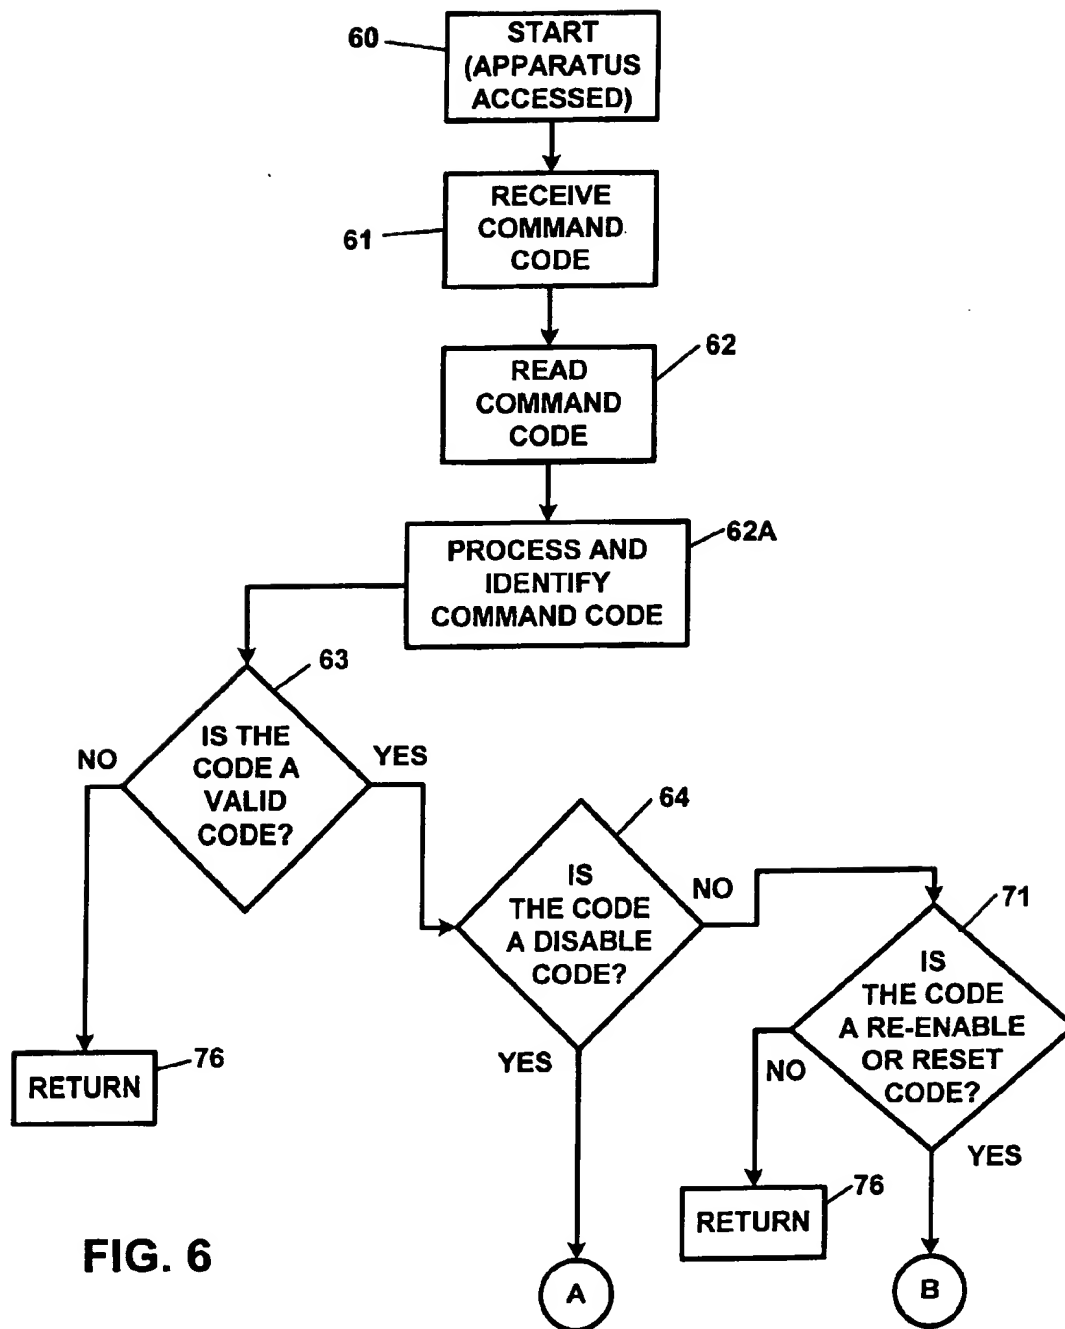 60
START
(APPARATUS
ACCESSED)
61
RECEIVE
COMMAND
CODE
62
READ
COMMAND
CODE
62A
PROCESS AND
IDENTIFY
COMMAND CODE
63
IS THE
CODE A
VALID
CODE?
NO
YES
64
IS
THE CODE
A DISABLE
CODE?
NO
YES
71
IS
THE CODE
A RE-ENABLE
OR RESET
CODE?
NO
YES
RETURN
76
RETURN
76
FIG. 6
A
B